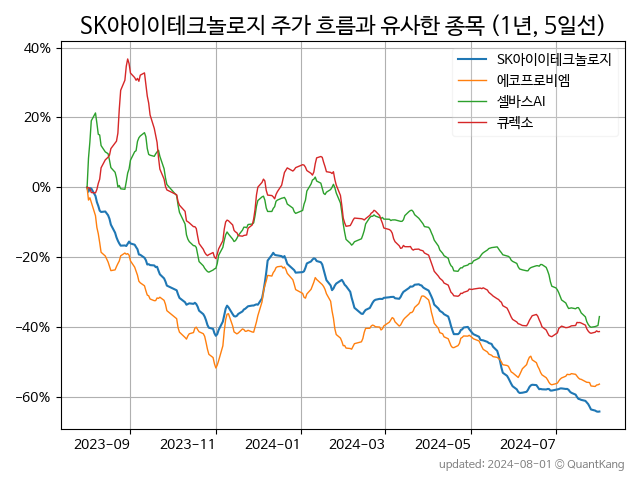 SK아이이테크놀로지 주가 흐름과 유사한 종목 (1년, 5일선)
40%
20%
0%
−20%
−40%
−60%
SK아이이테크놀로지
에코프로비엠
셀바스AI
큐렉소
2023−09
2023−11
2024−01
2024−03
2024−05
2024−07
updated: 2024-08-01 © QuantKang